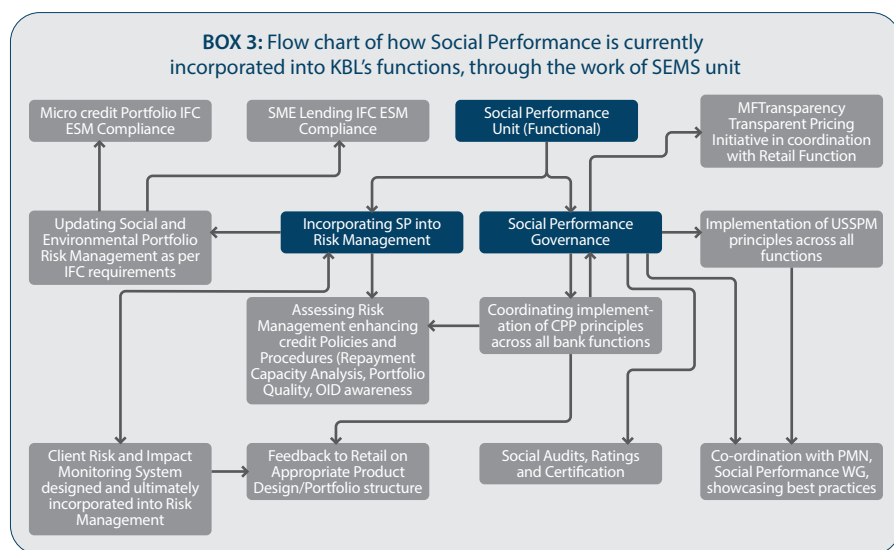 BOX 3: Flow chart of how Social Performance is currently
incorporated into KBL's functions, through the work of SEMS unit
Micro credit Portfolio IFC
ESM Compliance
SME Lending IFC ESM
Compliance
Social Performance
Unit (Functional)
MFTransparency
Transparent Pricing
Initiative in coordination
with Retail Function
Updating Social and
Environmental Portfolio
Risk Management as per
IFC requirements
Incorporating SP into
Risk Management
Social Performance
Governance
Implementation of USSPM
principles across all
functions
Assessing Risk
Management enhancing
credit Policies and
Procedures (Repayment
Capacity Analysis, Portfolio
Quality, OID awareness
Coordinating implement-
ation of CPP principles
across all bank functions
Client Risk and Impact
Monitoring System
designed and ultimately
incorporated into Risk
Management
Feedback to Retail on
Appropriate Product
Design/Portfolio structure
Social Audits, Ratings
and Certification
Co-ordination with PMN,
Social Performance WG,
showcasing best practices